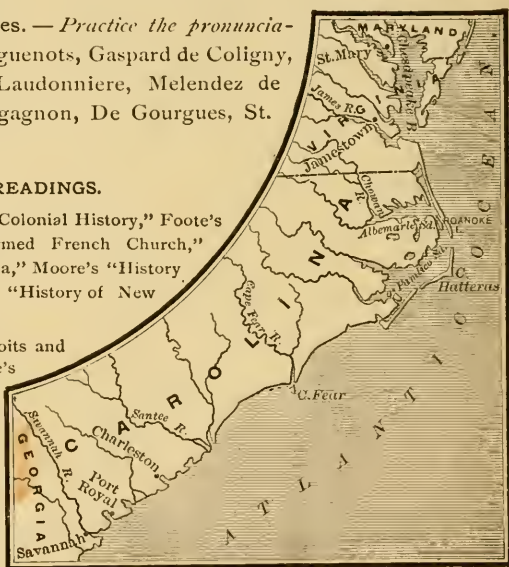 es. — Practice the pronuncia-
guenots, Gaspard de Coligny,
Laudonniere, Melendez de
gagnon, De Gourgues, St.
READINGS.
Colonial History," Foote's
med French Church,"
a," Moore's "History
"History of New
oits and
e's
MARYLAND
St. Mary
Chesapeake B.
James R.
Jamestown
VIRGI
A
Chowan R.
Albemarle Sd.
ROANOKE I.
Pamlico Sd.
C. Hatteras
Cape Fear R.
C. Fear
CAROLINA
Santee R.
Charleston
Port Royal
Savannah R.
GEORGIA
Savannah
ATLANTIC
OCEAN